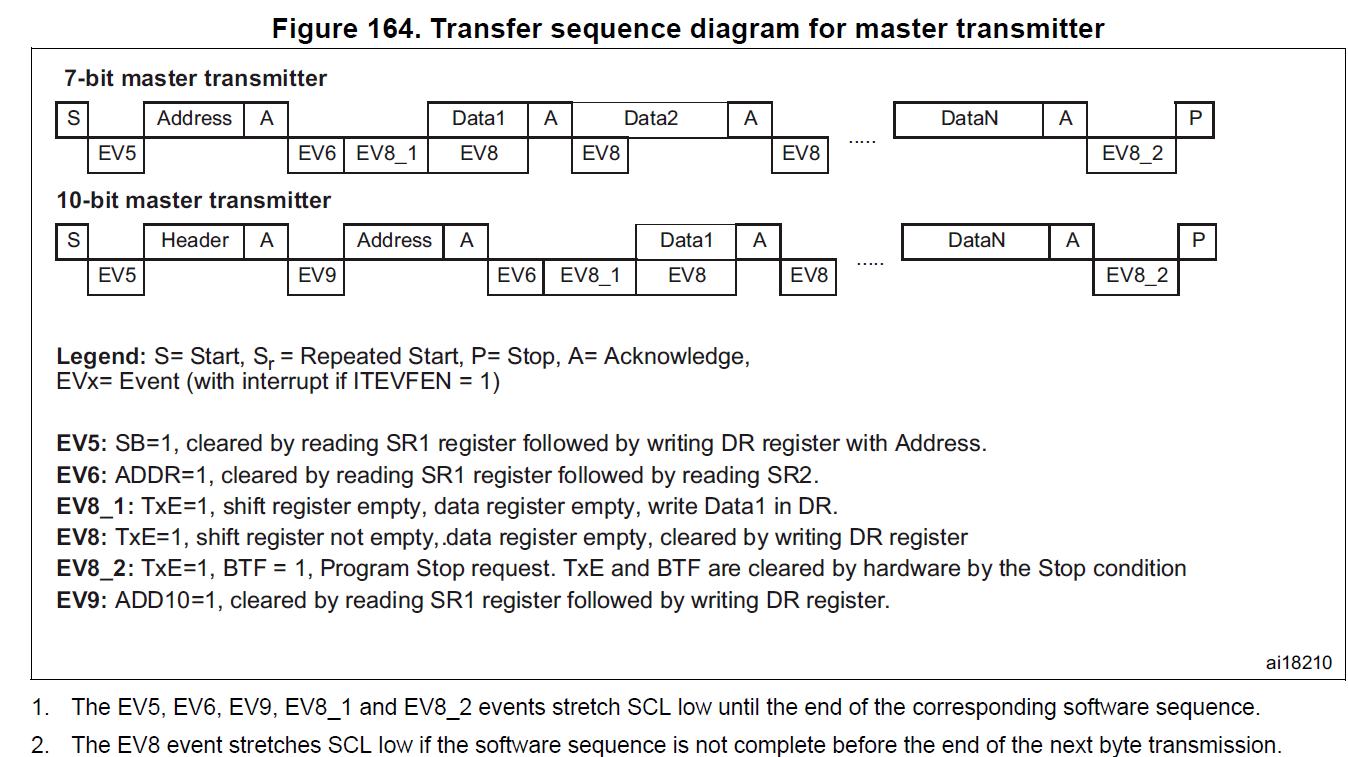 Figure 164. Transfer sequence diagram for master transmitter
7-bit master transmitter
S Address A Data1 A Data2 A ..... DataN A P
EV5 EV6 EV8_1 EV8 EV8 EV8 EV8_2
10-bit master transmitter
S Header A Address A Data1 A ..... DataN A P
EV5 EV9 EV6 EV8_1 EV8 EV8 EV8_2
Legend: S= Start, Sr = Repeated Start, P= Stop, A= Acknowledge,
EVx= Event (with interrupt if ITEVFEN = 1)
EV5: SB=1, cleared by reading SR1 register followed by writing DR register with Address.
EV6: ADDR=1, cleared by reading SR1 register followed by reading SR2.
EV8_1: TxE=1, shift register empty, data register empty, write Data1 in DR.
EV8: TxE=1, shift register not empty,.data register empty, cleared by writing DR register
EV8_2: TxE=1, BTF = 1, Program Stop request. TxE and BTF are cleared by hardware by the Stop condition
EV9: ADD10=1, cleared by reading SR1 register followed by writing DR register.
ai18210
1. The EV5, EV6, EV9, EV8_1 and EV8_2 events stretch SCL low until the end of the corresponding software sequence.
2. The EV8 event stretches SCL low if the software sequence is not complete before the end of the next byte transmission.